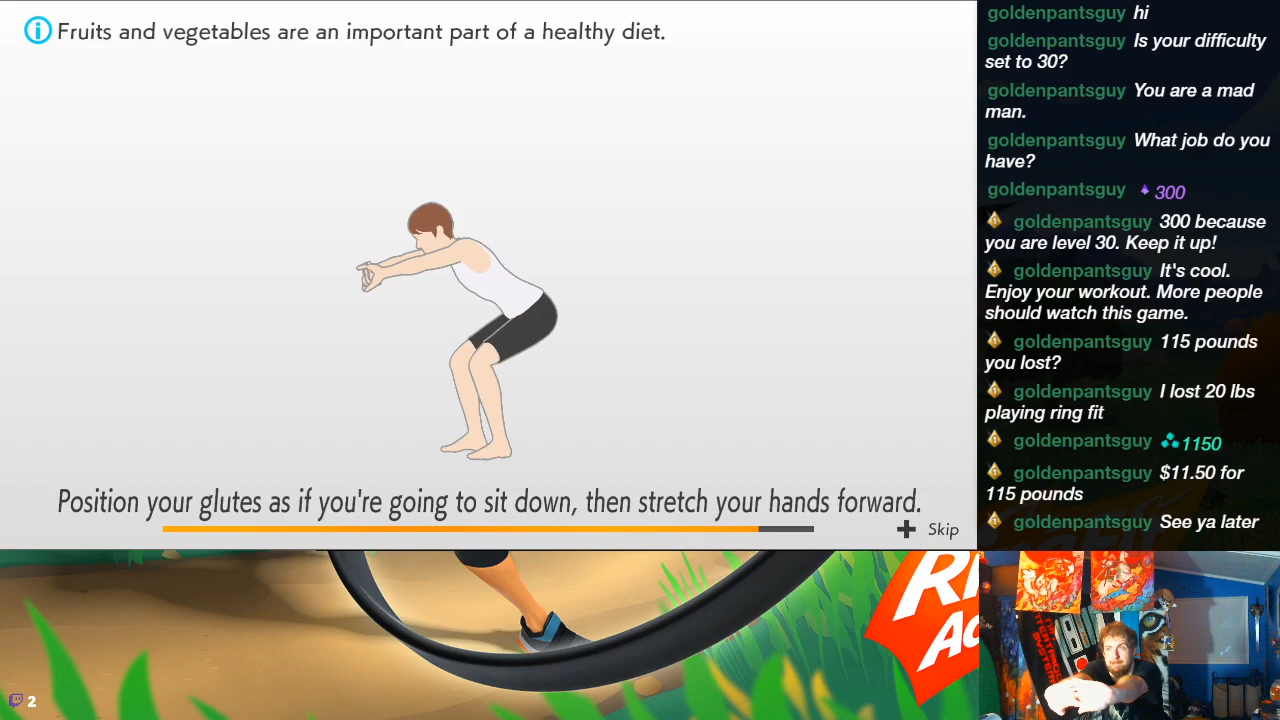 Fruits and vegetables are an important part of a healthy diet.
Position your glutes as if you're going to sit down, then stretch your hands forward.
Skip
goldenpantsguy hi
goldenpantsguy Is your difficulty
set to 30?
goldenpantsguy You are a mad
man.
goldenpantsguy What job do you
have?
goldenpantsguy 300
goldenpantsguy 300 because
you are level 30. Keep it up!
goldenpantsguy It's cool.
Enjoy your workout. More people
should watch this game.
goldenpantsguy 115 pounds
you lost?
goldenpantsguy I lost 20 lbs
playing ring fit
goldenpantsguy 1150
goldenpantsguy $11.50 for
115 pounds
goldenpantsguy See ya later
2